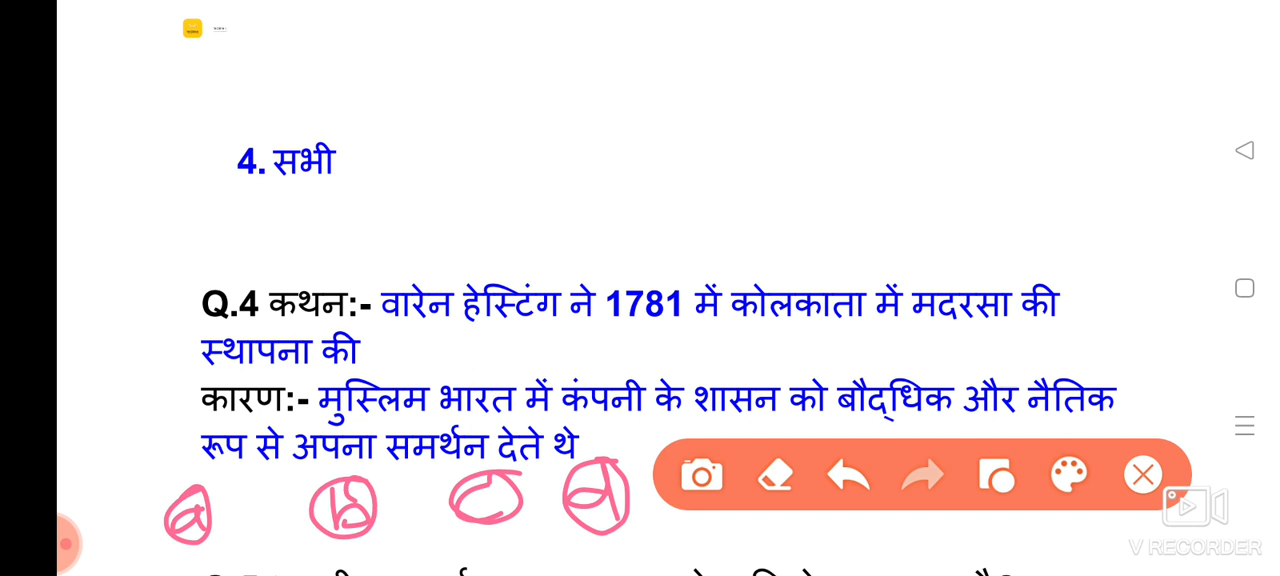 4. सभी
Q.4 कथन:- वारेन हेस्टिंग ने 1781 में कोलकाता में मदरसा की
स्थापना की
कारण:- मुस्लिम भारत में कंपनी के शासन को बौद्धिक और नैतिक
रूप से अपना समर्थन देते थे
a b c d
V RECORDER